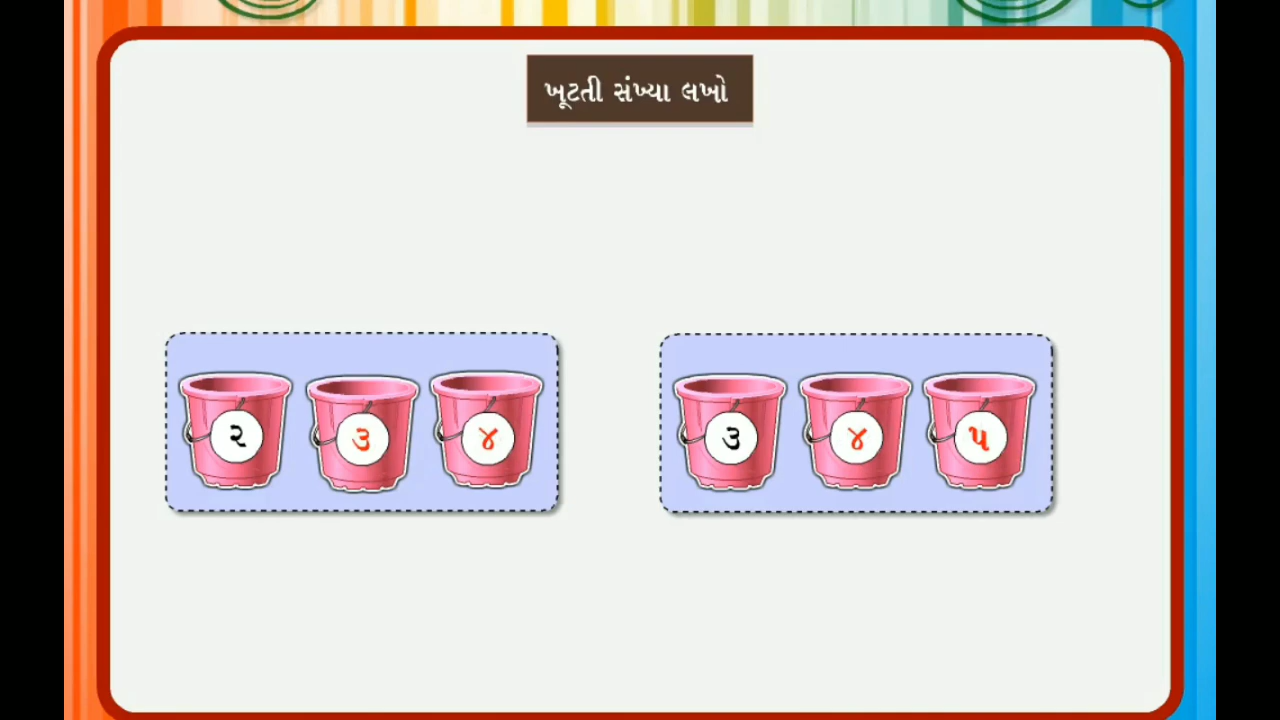 ખૂટતી સંખ્યા લખો
૨ ૩ ૪
૩ ૪ ૫